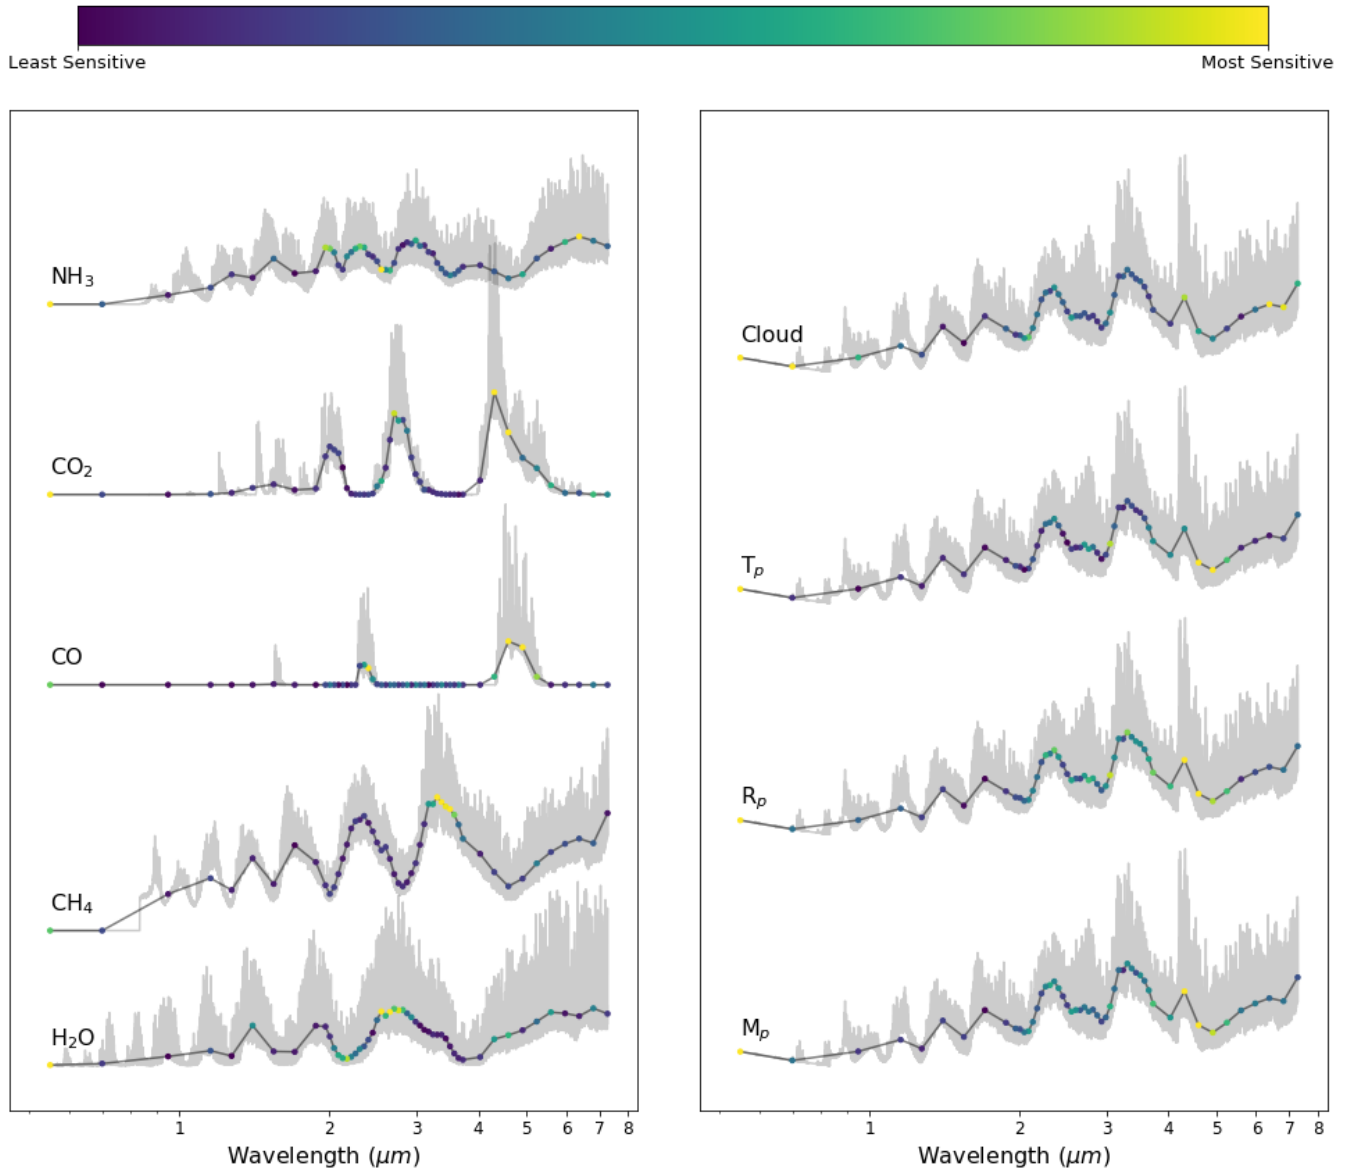 Least Sensitive Most Sensitive
NH₃
CO₂
CO
CH₄
H₂O
1 2 3 4 5 6 7 8
Wavelength (μm)
Cloud
Tₚ
Rₚ
Mₚ
1 2 3 4 5 6 7 8
Wavelength (μm)